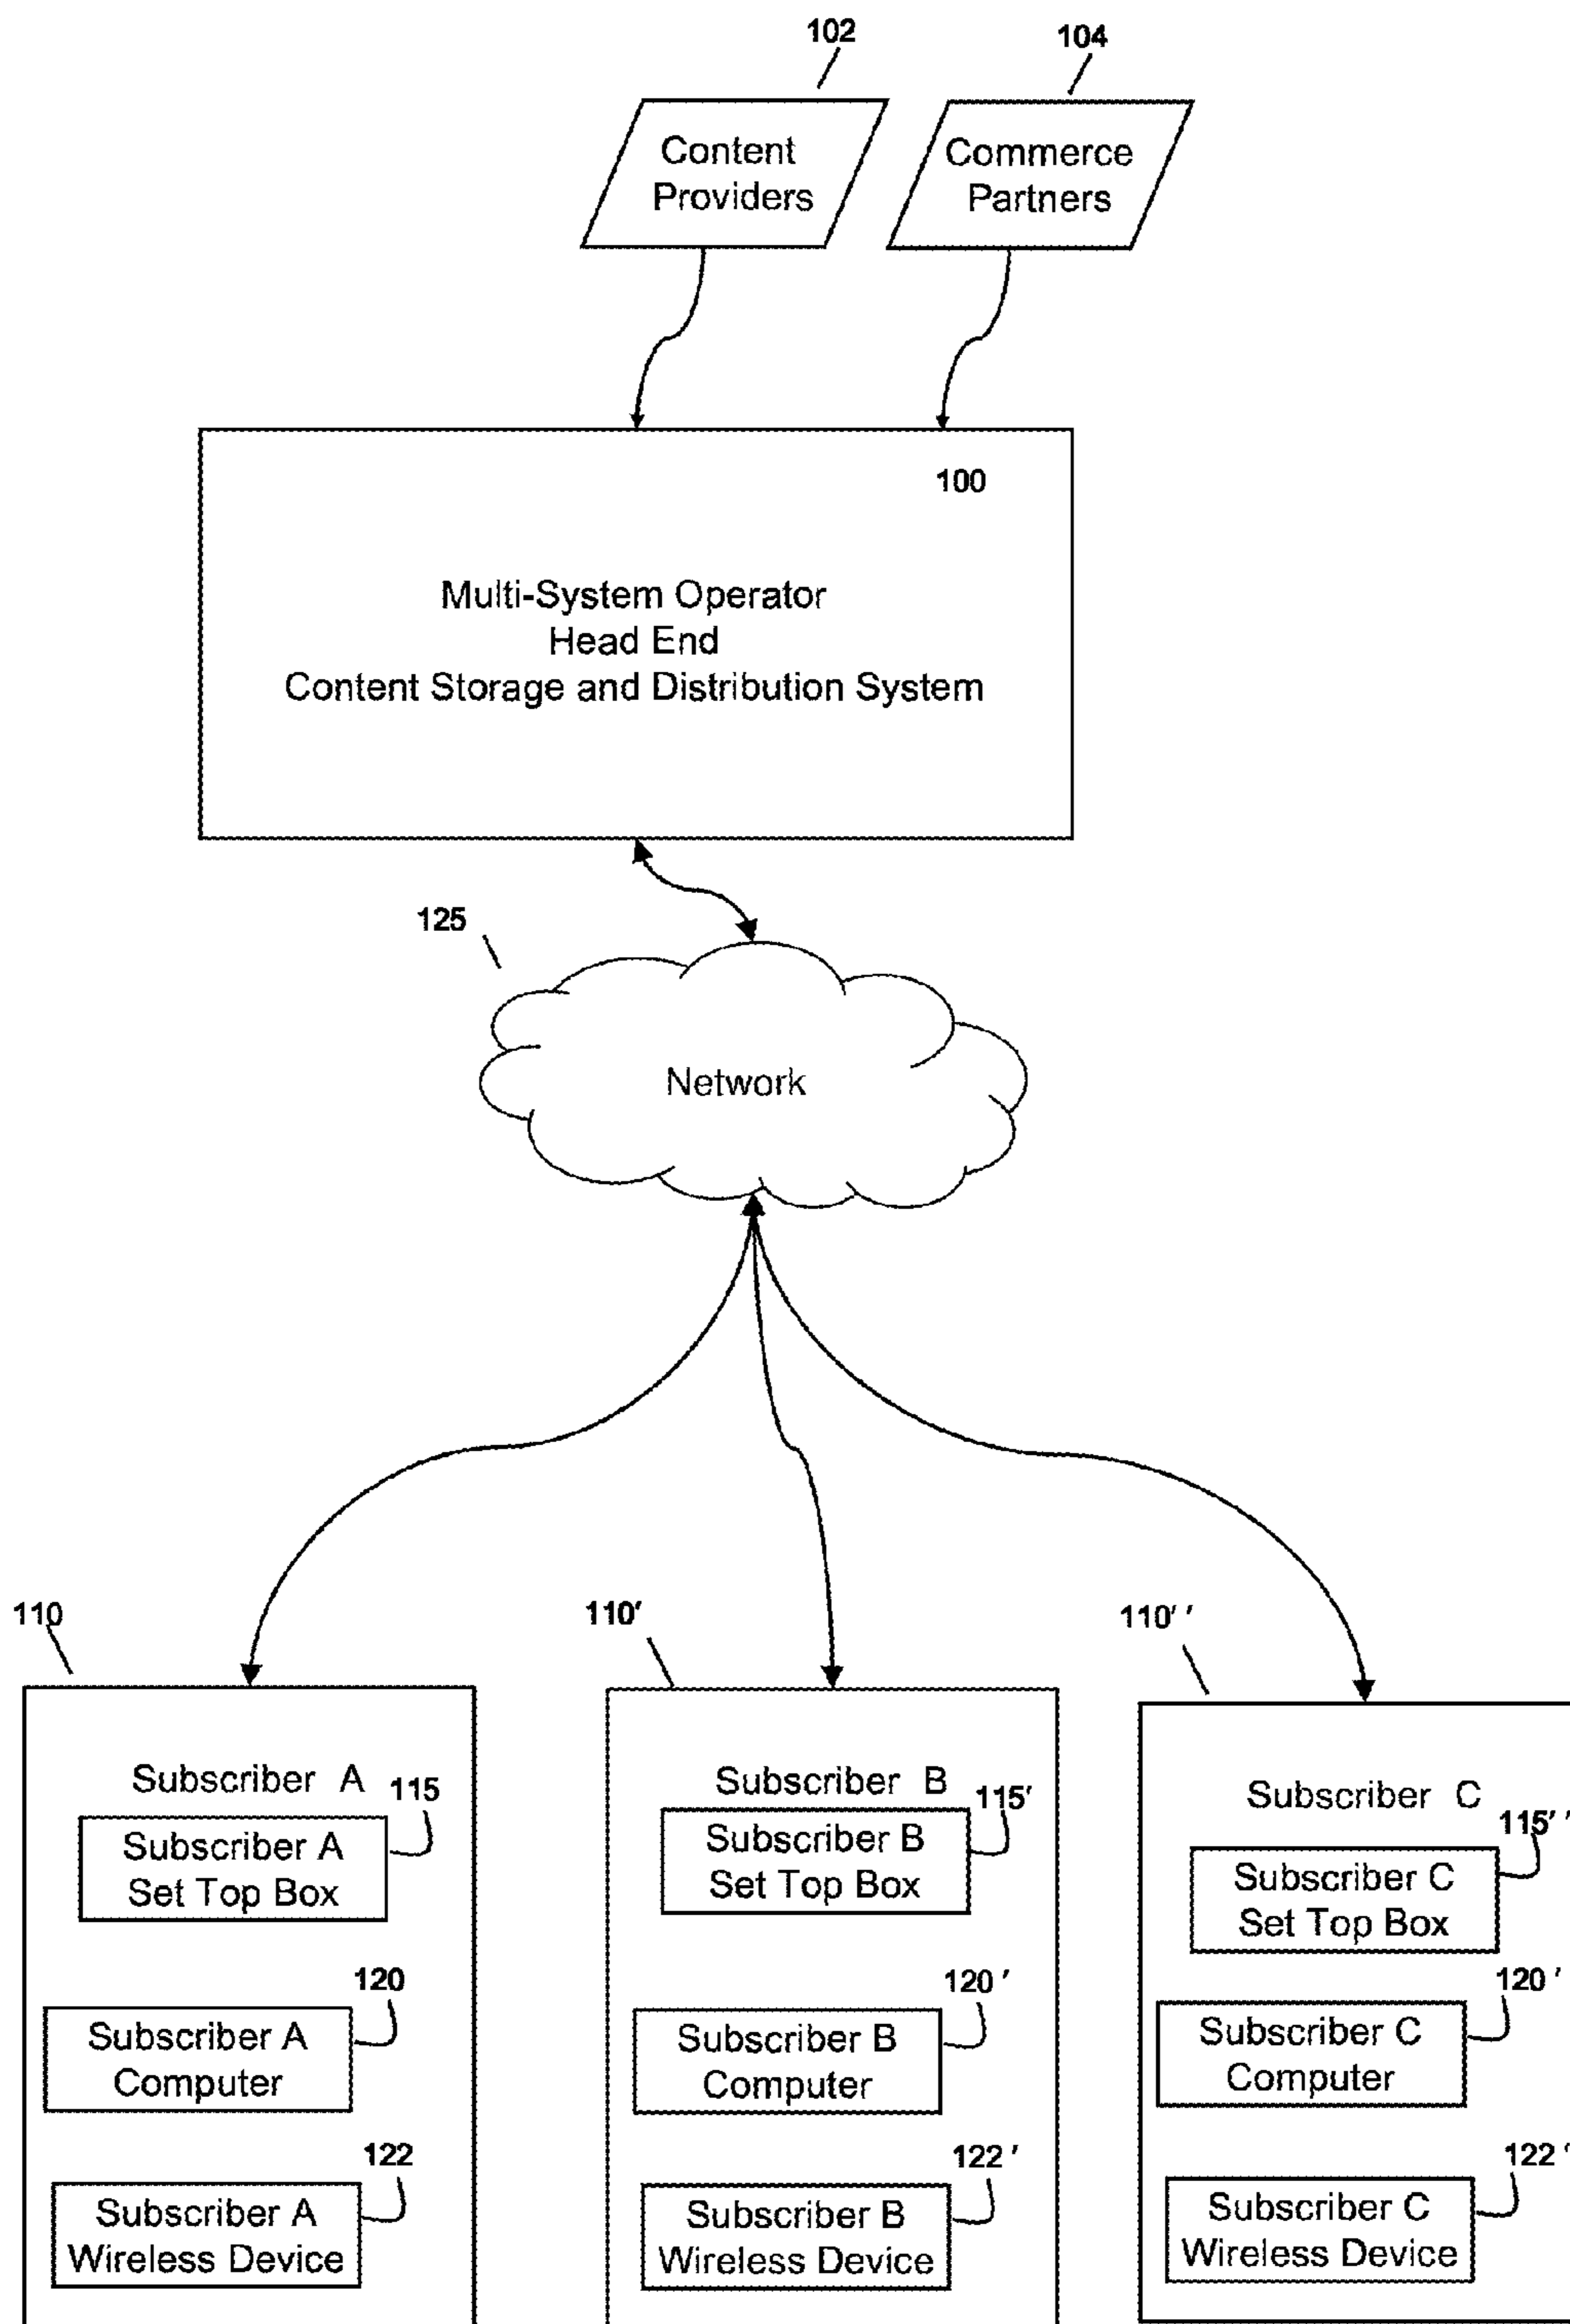 102
104
Content
Providers
Commerce
Partners
100
Multi-System Operator
Head End
Content Storage and Distribution System
125
Network
110
110′
110′ ′
Subscriber A
115
Subscriber A
Set Top Box
120
Subscriber A
Computer
122
Subscriber A
Wireless Device
Subscriber B
115′
Subscriber B
Set Top Box
120 ′
Subscriber B
Computer
122 ′
Subscriber B
Wireless Device
Subscriber C
115′ ′
Subscriber C
Set Top Box
120 ′
Subscriber C
Computer
122 ′
Subscriber C
Wireless Device